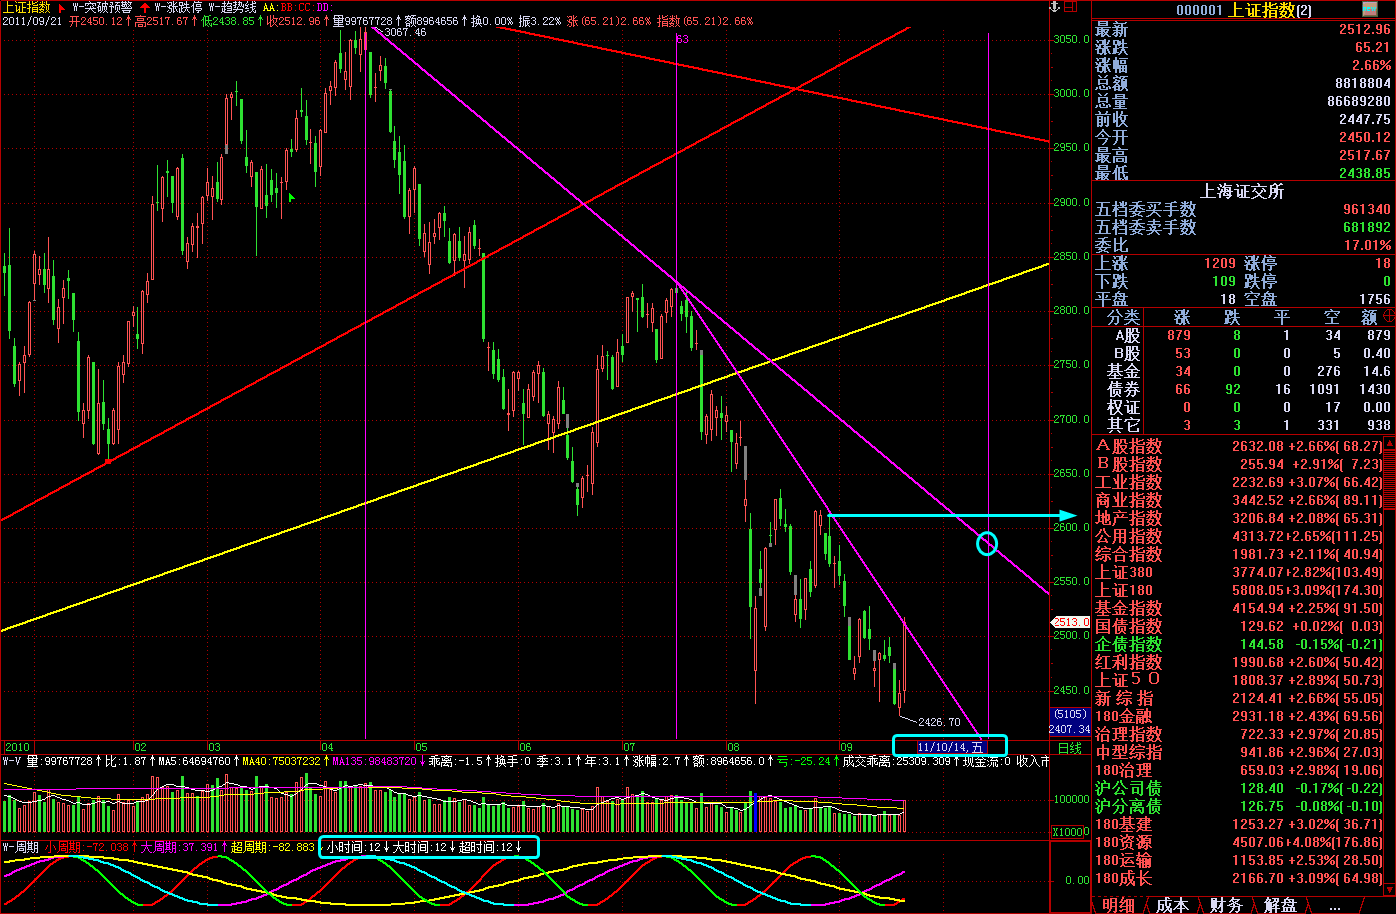 上证指数 W-突破预警 W-涨跌停 W-趋势线 AA: BB: CC: DD:
2011/09/21 开2450.12↑高2517.67↑低2438.85↑收2512.96↑量99767728↑额8964656↑换0.00% 振3.22% 涨(65.21)2.66% 指数(65.21)2.66%
3067.46
83
3050.0
3000.0
2950.0
2900.0
2850.0
2800.0
2750.0
2700.0
2650.0
2600.0
2550.0
2513.0
2500.0
2450.0
(5105)
2407.34
2426.70
2010 02 03 04 05 06 07 08 09 11/10/14,五 日线
W-V 量:99767728↑比:1.87↑MA5:64694760↑MA40:75037232↑MA135:98483720↓乖离:-1.5↑换手:0 季:3.1↑年:3.1↑涨幅:2.7↑额:8964656.0↑亏:-25.24↑成交乖离:25309.309↑现金流:0 收入市
100000
X10000
W-周期 小周期:-72.038↑大周期:37.391↑超周期:-82.883 小时间:12↓大时间:12↓超时间:12↓
0.00
000001 上证指数(2)
最新 2512.96
涨跌 65.21
涨幅 2.66%
总额 8818804
总量 86689280
前收 2447.75
今开 2450.12
最高 2517.67
最低 2438.85
上海证交所
五档委买手数 961340
五档委卖手数 681892
委比 17.01%
上涨 1209 涨停 18
下跌 109 跌停 0
平盘 18 空盘 1756
分类 涨 跌 平 空 额
A股 879 8 1 34 879
B股 53 0 0 5 0.40
基金 34 0 0 276 14.6
债券 66 92 16 1091 1430
权证 0 0 0 17 0.00
其它 3 3 1 331 938
A股指数 2632.08 +2.66%( 68.27)
B股指数 255.94 +2.91%( 7.23)
工业指数 2232.69 +3.07%( 66.42)
商业指数 3442.52 +2.66%( 89.11)
地产指数 3206.84 +2.08%( 65.31)
公用指数 4313.72+2.65%(111.25)
综合指数 1981.73 +2.11%( 40.94)
上证380 3774.07+2.82%(103.49)
上证180 5808.05+3.09%(174.30)
基金指数 4154.94 +2.25%( 91.50)
国债指数 129.62 +0.02%( 0.03)
企债指数 144.58 -0.15%( -0.21)
红利指数 1990.68 +2.60%( 50.42)
上证50 1808.37 +2.89%( 50.73)
新综指 2124.41 +2.66%( 55.05)
180金融 2931.18 +2.43%( 69.56)
治理指数 722.33 +2.97%( 20.85)
中型综指 941.86 +2.96%( 27.03)
180治理 659.03 +2.98%( 19.06)
沪公司债 128.40 -0.17%( -0.22)
沪分离债 126.75 -0.08%( -0.10)
180基建 1253.27 +3.02%( 36.71)
180资源 4507.06+4.08%(176.86)
180运输 1153.85 +2.53%( 28.50)
180成长 2166.70 +3.09%( 64.98)
明细 成本 财务 解盘 ...